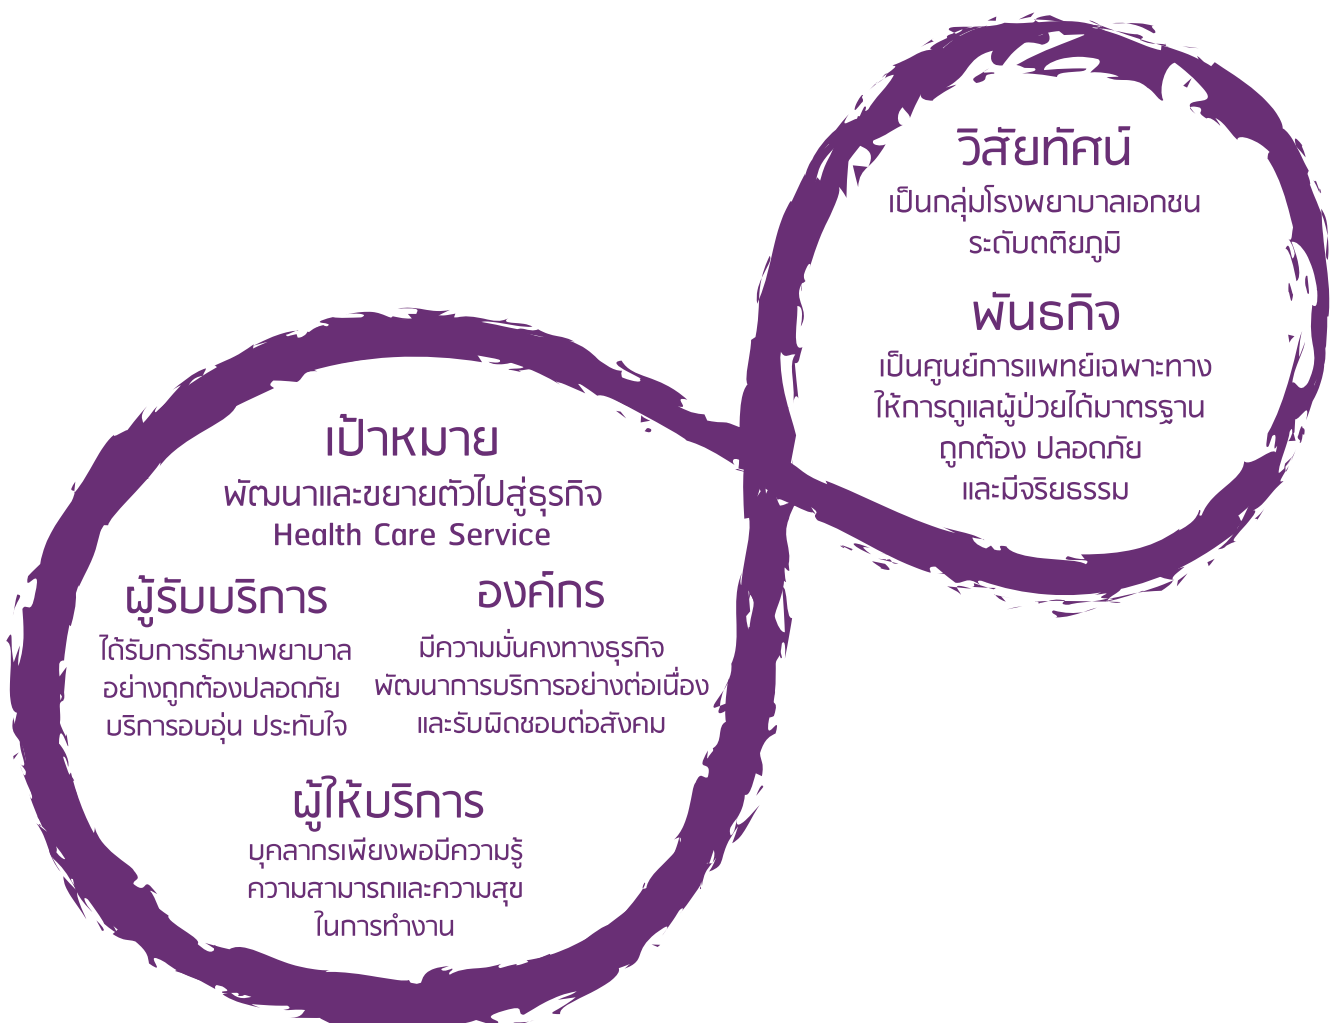 วิสัยทัศน์
เป็นกลุ่มโรงพยาบาลเอกชน
ระดับตติยภูมิ
พันธกิจ
เป็นศูนย์การแพทย์เฉพาะทาง
ให้การดูแลผู้ป่วยได้มาตรฐาน
ถูกต้อง ปลอดภัย
และมีจริยธรรม
เป้าหมาย
พัฒนาและขยายตัวไปสู่ธุรกิจ
Health Care Service
ผู้รับบริการ
ได้รับการรักษาพยาบาล
อย่างถูกต้องปลอดภัย
บริการอบอุ่น ประทับใจ
องค์กร
มีความมั่นคงทางธุรกิจ
พัฒนาการบริการอย่างต่อเนื่อง
และรับผิดชอบต่อสังคม
ผู้ให้บริการ
บุคลากรเพียงพอมีความรู้
ความสามารถและความสุข
ในการทำงาน